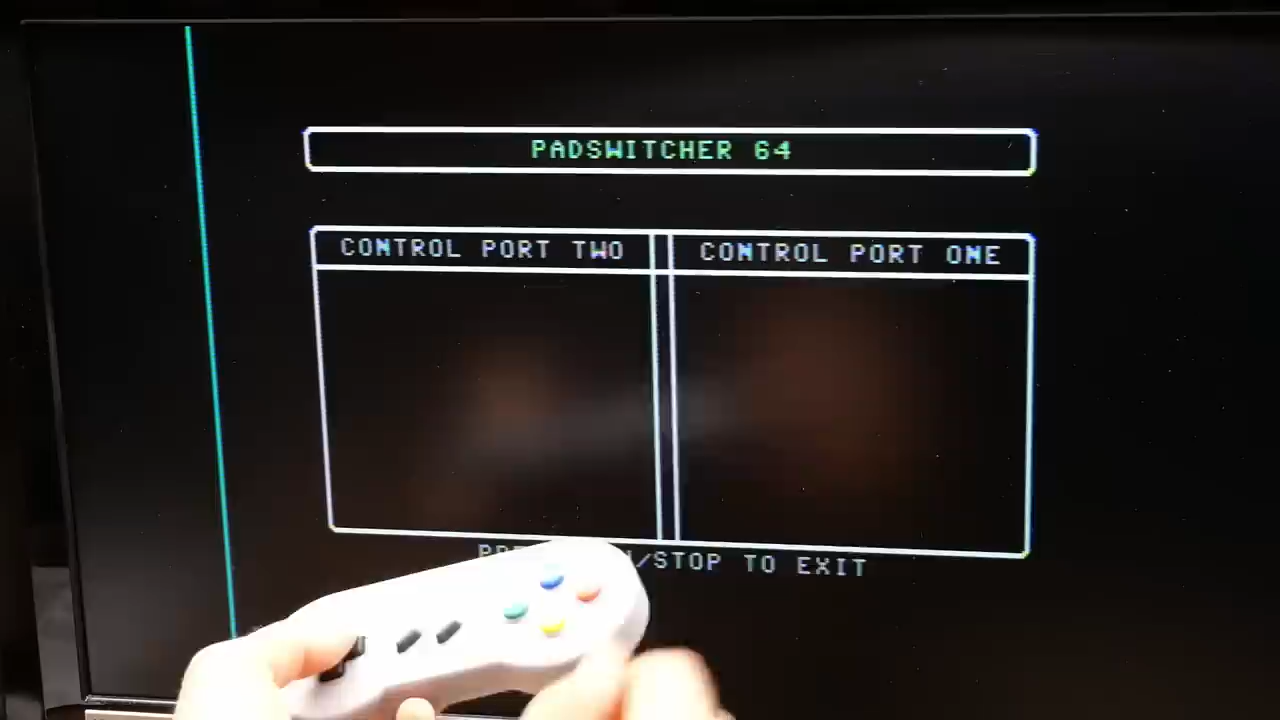 PADSWITCHER 64
CONTROL PORT TWO
CONTROL PORT ONE
/STOP TO EXIT